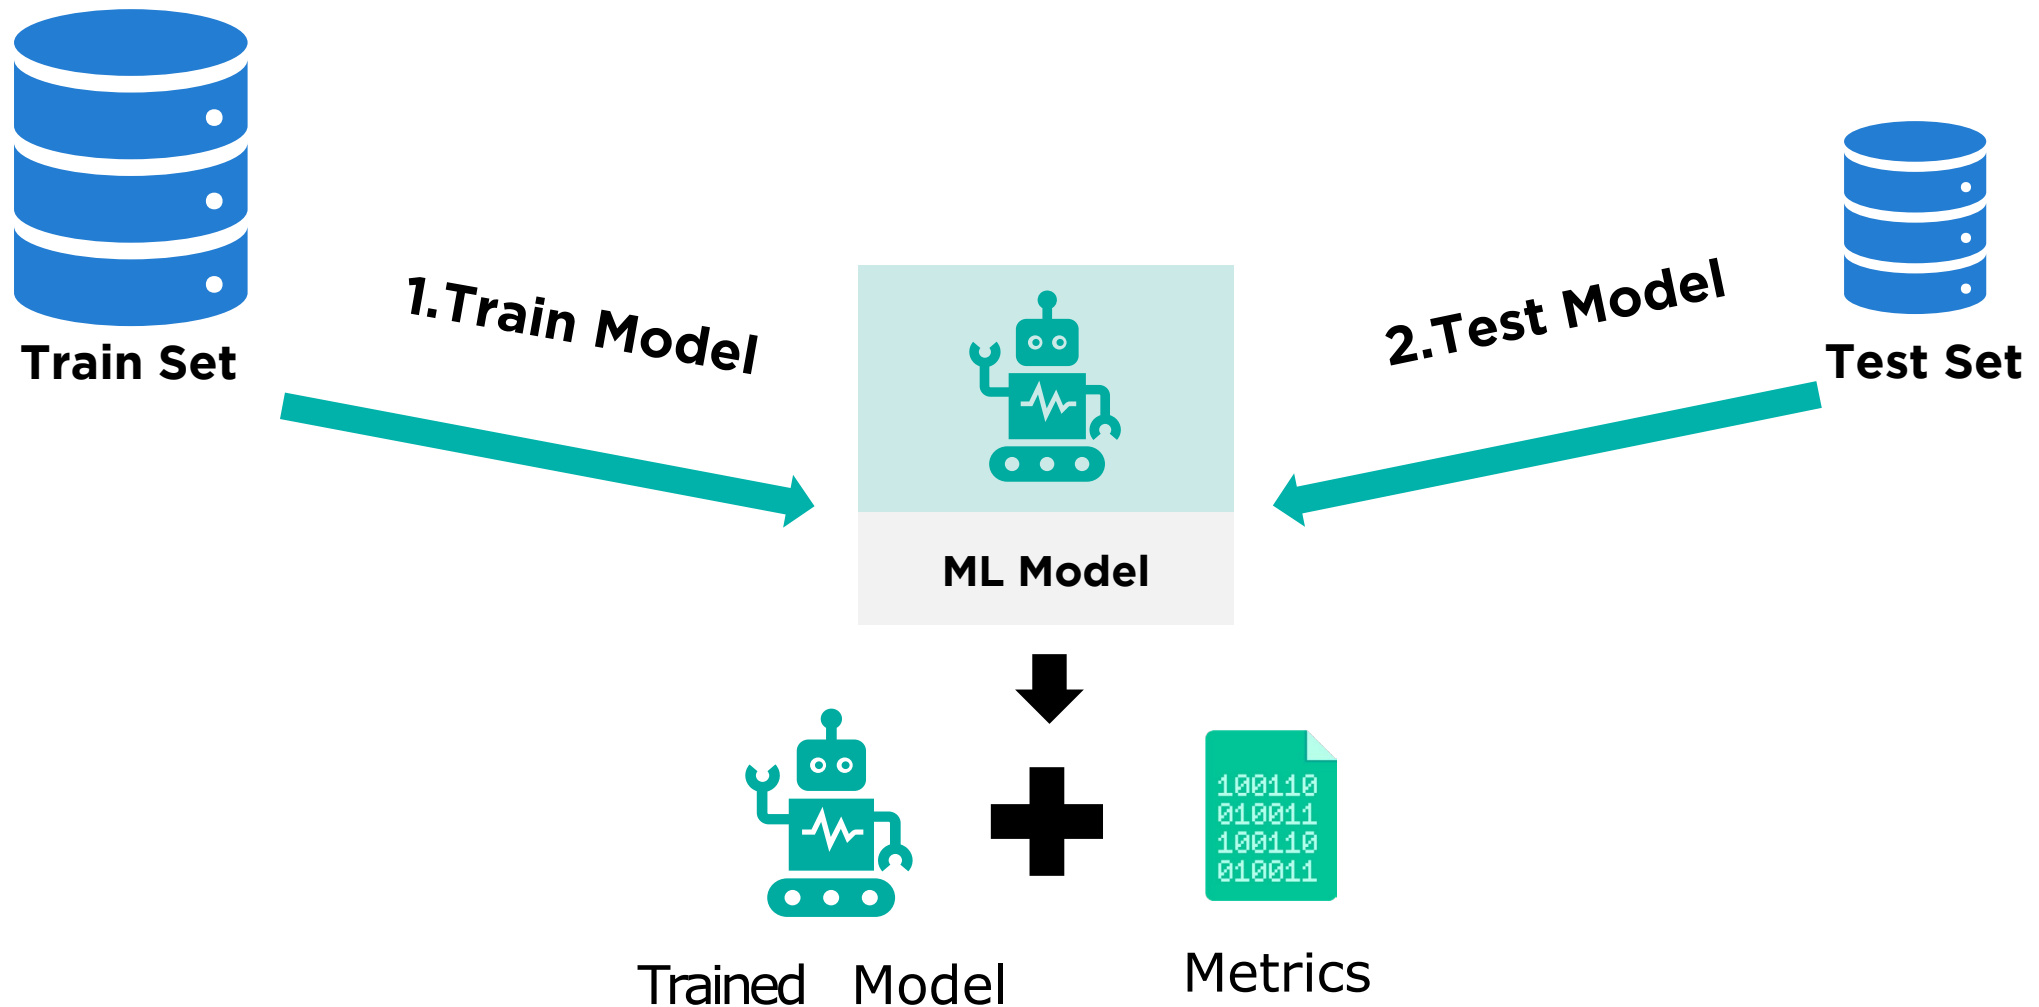 1.Train Model
2.Test Model
Train Set
Test Set
ML Model
100110
010011
100110
010011
Trained Model
Metrics